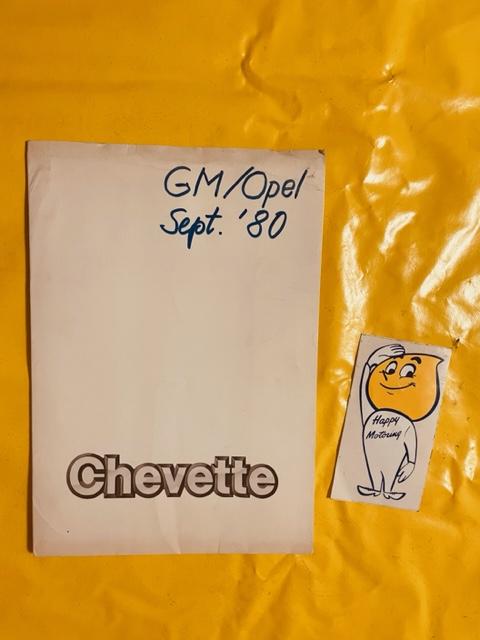 GM/Opel
Sept. '80
Chevette
Happy
Motoring!